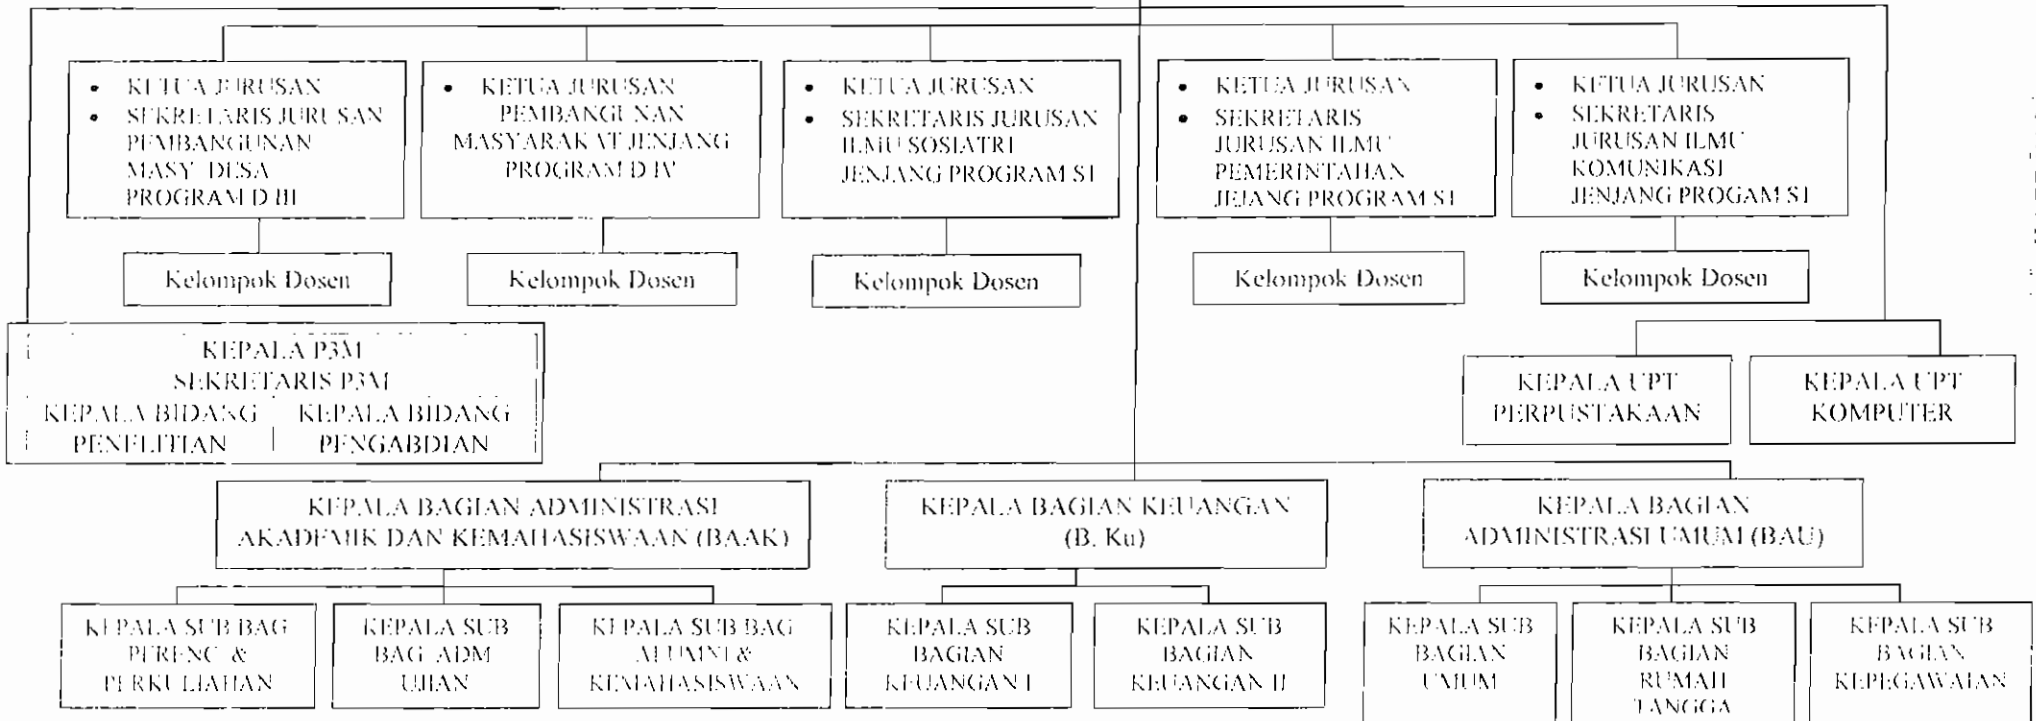 • KETUA JURUSAN
• SEKRETARIS JURUSAN
PEMBANGUNAN
MASY DESA
PROGRAM D III
• KETUA JURUSAN
PEMBANGUNAN
MASYARAKAT JENJANG
PROGRAM D IV
• KETUA JURUSAN
• SEKRETARIS JURUSAN
ILMU SOSIATRI
JENJANG PROGRAM S1
• KETUA JURUSAN
• SEKRETARIS
JURUSAN ILMU
PEMERINTAHAN
JEJANG PROGRAM S1
• KETUA JURUSAN
• SEKRETARIS
JURUSAN ILMU
KOMUNIKASI
JENJANG PROGAM S1
Kelompok Dosen
Kelompok Dosen
Kelompok Dosen
Kelompok Dosen
Kelompok Dosen
KEPALA P3M
SEKRETARIS P3M
KEPALA BIDANG
PENELITIAN
KEPALA BIDANG
PENGABDIAN
KEPALA UPT
PERPUSTAKAAN
KEPALA UPT
KOMPUTER
KEPALA BAGIAN ADMINISTRASI
AKADEMIK DAN KEMAHASISWAAN (BAAK)
KEPALA BAGIAN KEUANGAN
(B. Ku)
KEPALA BAGIAN
ADMINISTRASI UMUM (BAU)
KEPALA SUB BAG
PERENC &
PERKULIAHAN
KEPALA SUB
BAG ADM
UJIAN
KEPALA SUB BAG
ALUMNI &
KEMAHASISWAAN
KEPALA SUB
BAGIAN
KEUANGAN I
KEPALA SUB
BAGIAN
KEUANGAN II
KEPALA SUB
BAGIAN
UMUM
KEPALA SUB
BAGIAN
RUMAH
TANGGA
KEPALA SUB
BAGIAN
KEPEGAWAIAN